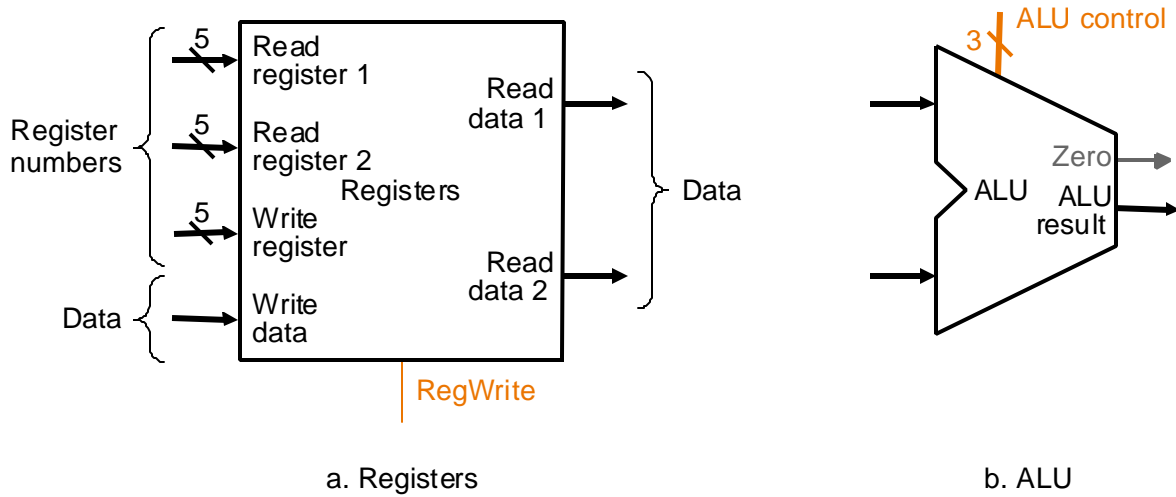 5
Read
register 1
5
Read
register 2
5
Write
register
Write
data
Register
numbers
Data
Registers
Read
data 1
Read
data 2
Data
RegWrite
a. Registers
ALU control
3
Zero
ALU
ALU
result
b. ALU